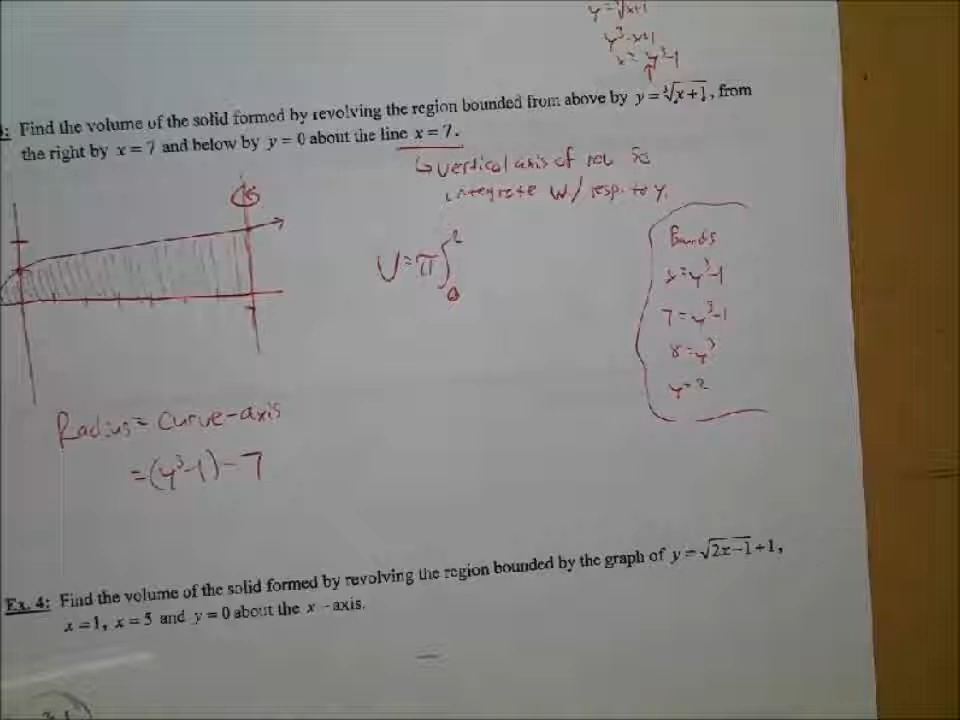 y = ∛x+1
y³ = x+1
x = y³-1
: Find the volume of the solid formed by revolving the region bounded from above by y = ∛x+1, from
the right by x = 7 and below by y = 0 about the line x = 7.
↳ vertical axis of rev. So
integrate w/ resp. to y.
V = π∫
2
0
Bounds
x = y³-1
7 = y³-1
8 = y³
y = 2
Radius = curve-axis
= (y³-1) - 7
Ex. 4: Find the volume of the solid formed by revolving the region bounded by the graph of y = √2x-1 +1,
x = 1, x = 5 and y = 0 about the x - axis.